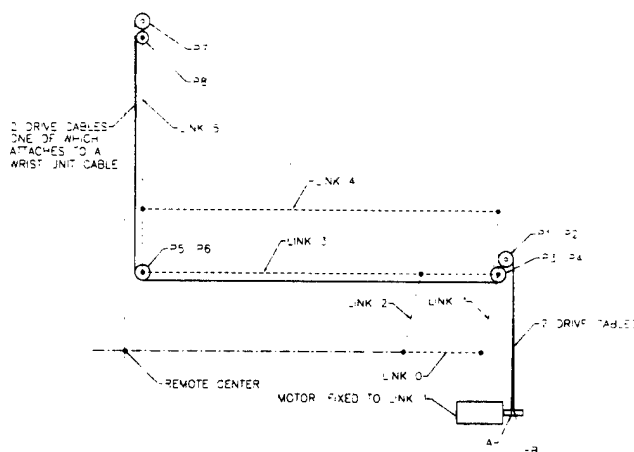 P7
P8
2 DRIVE CABLES
ONE OF WHICH
ATTACHES TO A
WRIST UNIT CABLE
LINK 5
LINK 4
P1 P2
P5 P6
LINK 3
P3 P4
LINK 2
LINK
2 DRIVE CABLES
LINK 0
REMOTE CENTER
MOTOR FIXED TO LINK 1
A
B